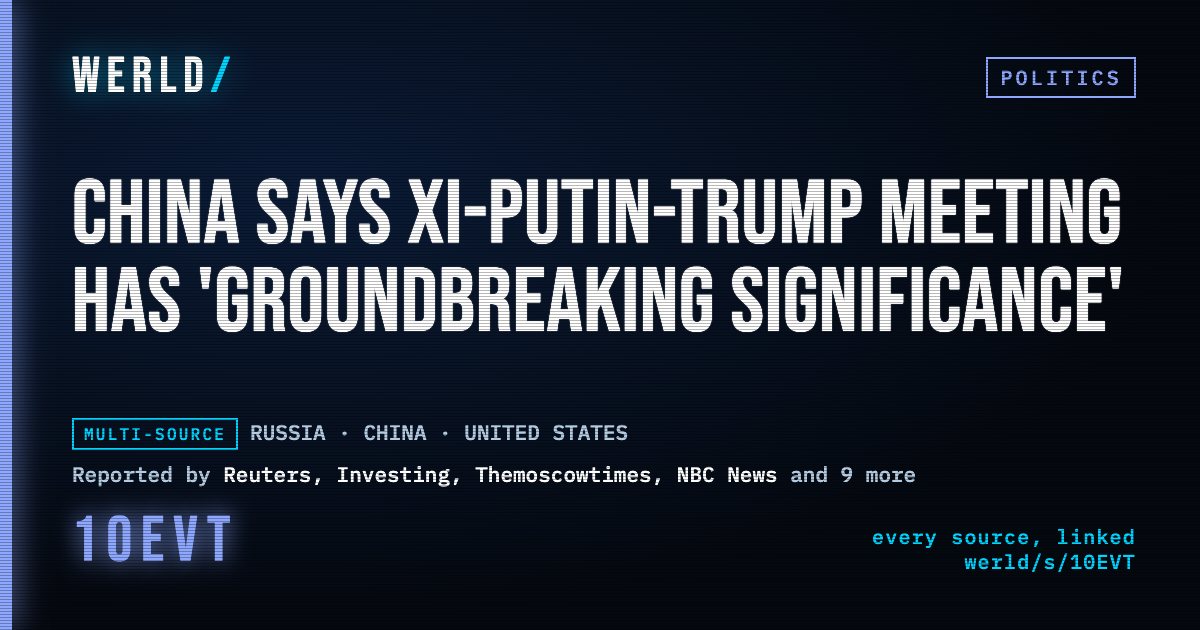 WERLD/
POLITICS
CHINA SAYS XI-PUTIN-TRUMP MEETING
HAS 'GROUNDBREAKING SIGNIFICANCE'
MULTI-SOURCE RUSSIA · CHINA · UNITED STATES
Reported by Reuters, Investing, Themoscowtimes, NBC News and 9 more
10EVT
every source, linked
werld/s/10EVT